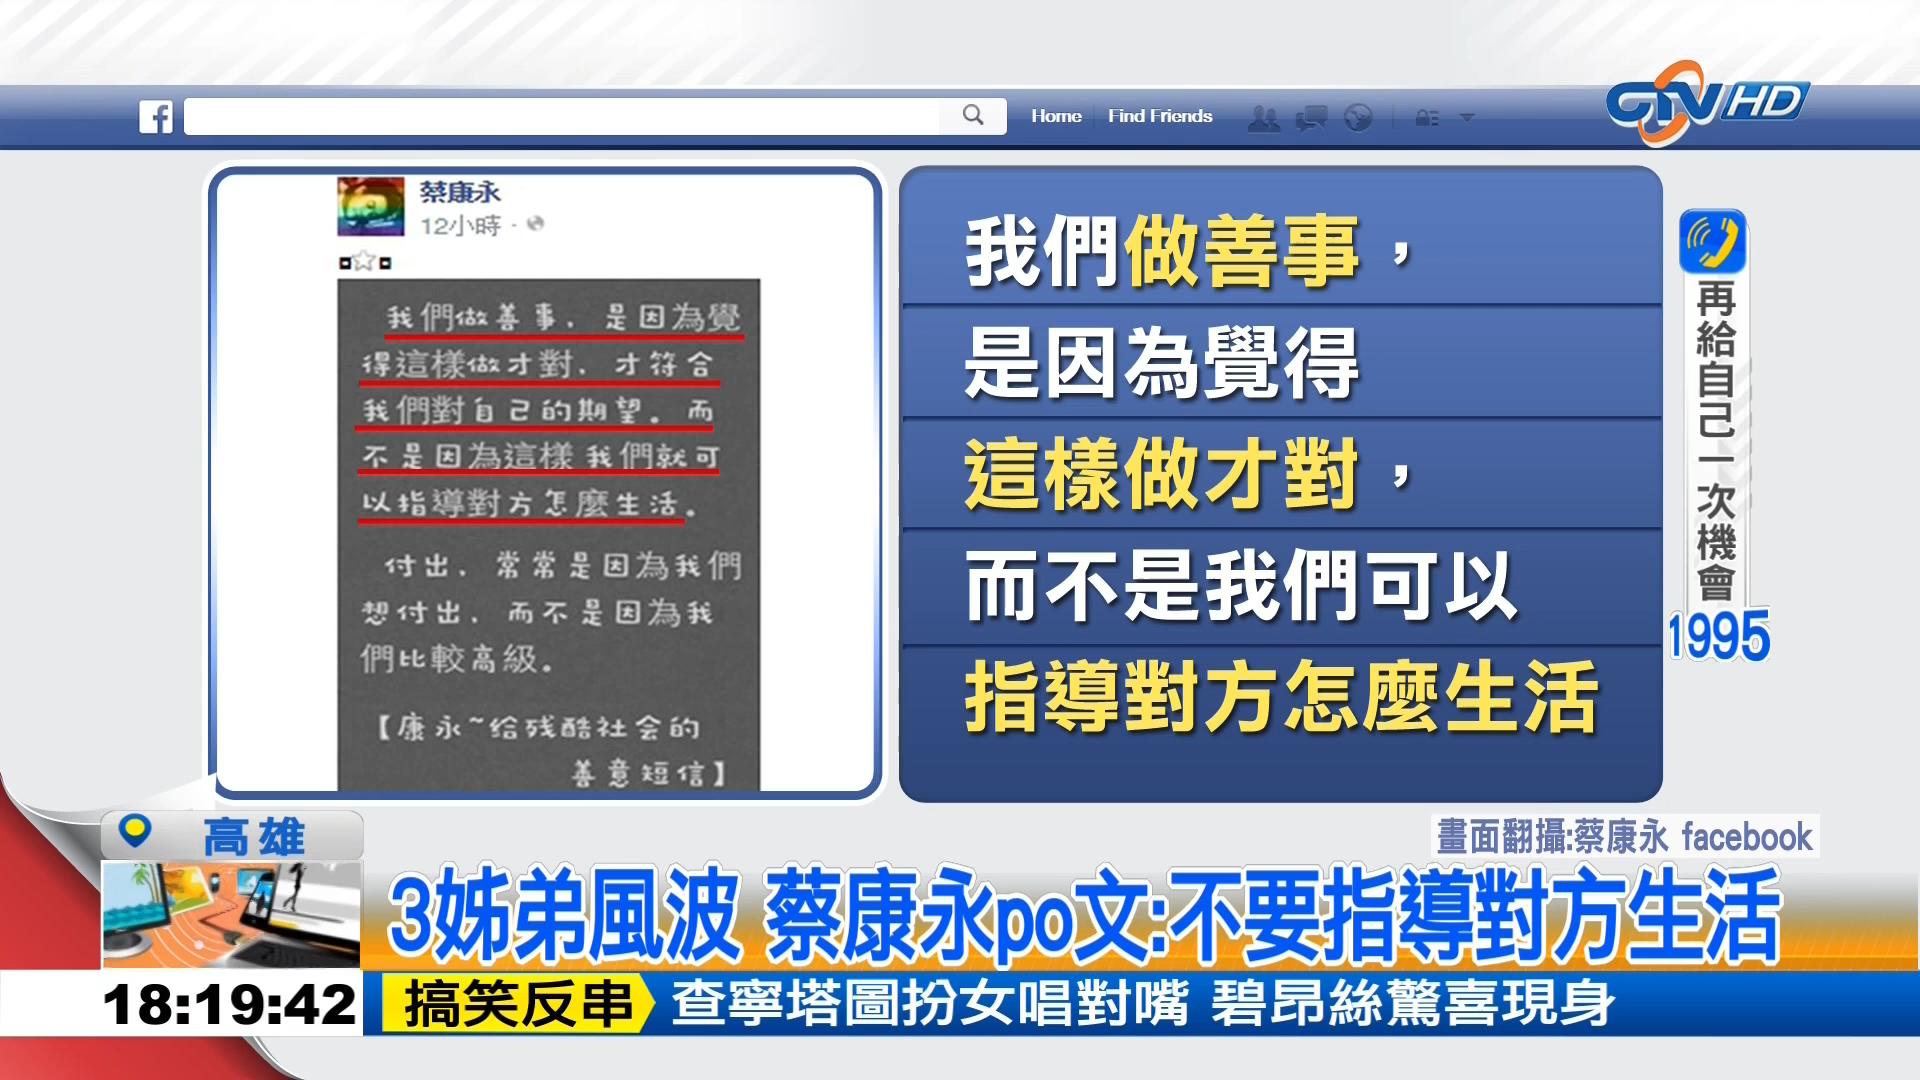 Home Find Friends
GTV HD
蔡康永
12小時
我們做善事，是因為覺
得這樣做才對，才符合
我們對自己的期望。而
不是因為這樣我們就可
以指導對方怎麼生活。
付出，常常是因為我們
想付出，而不是因為我
們比較高級。
【康永~给残酷社会的
善意短信】
我們做善事，
是因為覺得
這樣做才對，
而不是我們可以
指導對方怎麼生活
再給自己一次機會
1995
畫面翻攝:蔡康永 facebook
高雄
3姊弟風波 蔡康永po文:不要指導對方生活
18:19:42
搞笑反串
查寧塔圖扮女唱對嘴 碧昂絲驚喜現身